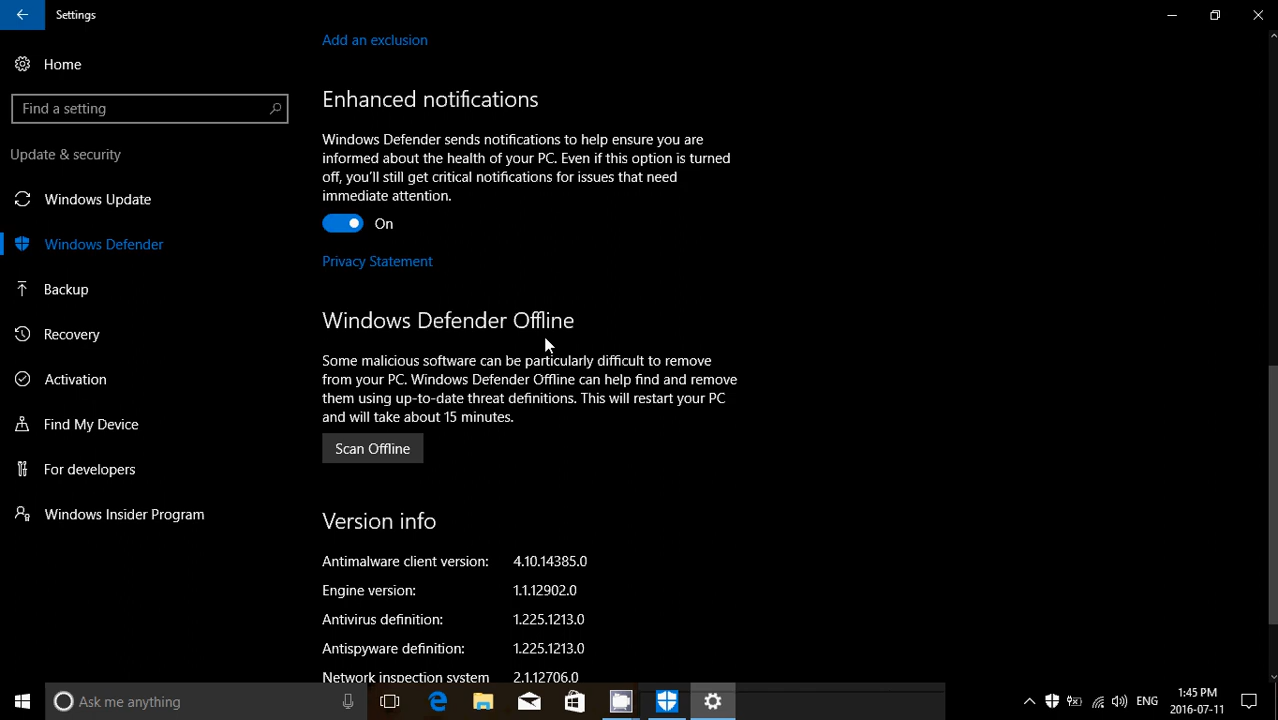 Settings
Home
Find a setting
Update & security
Windows Update
Windows Defender
Backup
Recovery
Activation
Find My Device
For developers
Windows Insider Program
Add an exclusion
Enhanced notifications
Windows Defender sends notifications to help ensure you are
informed about the health of your PC. Even if this option is turned
off, you’ll still get critical notifications for issues that need
immediate attention.
On
Privacy Statement
Windows Defender Offline
Some malicious software can be particularly difficult to remove
from your PC. Windows Defender Offline can help find and remove
them using up-to-date threat definitions. This will restart your PC
and will take about 15 minutes.
Scan Offline
Version info
Antimalware client version: 4.10.14385.0
Engine version: 1.1.12902.0
Antivirus definition: 1.225.1213.0
Antispyware definition: 1.225.1213.0
Network inspection system 2.1.12706.0
Ask me anything
ENG
1:45 PM
2016-07-11